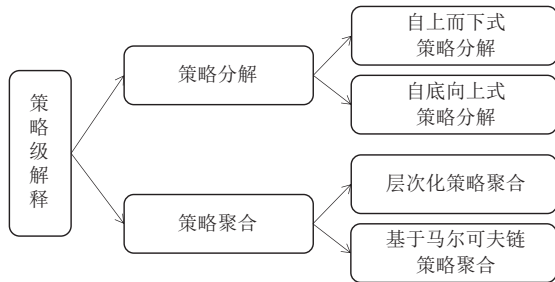 策略级解释
策略分解
自上而下式
策略分解
自底向上式
策略分解
策略聚合
层次化策略聚合
基于马尔可夫链
策略聚合